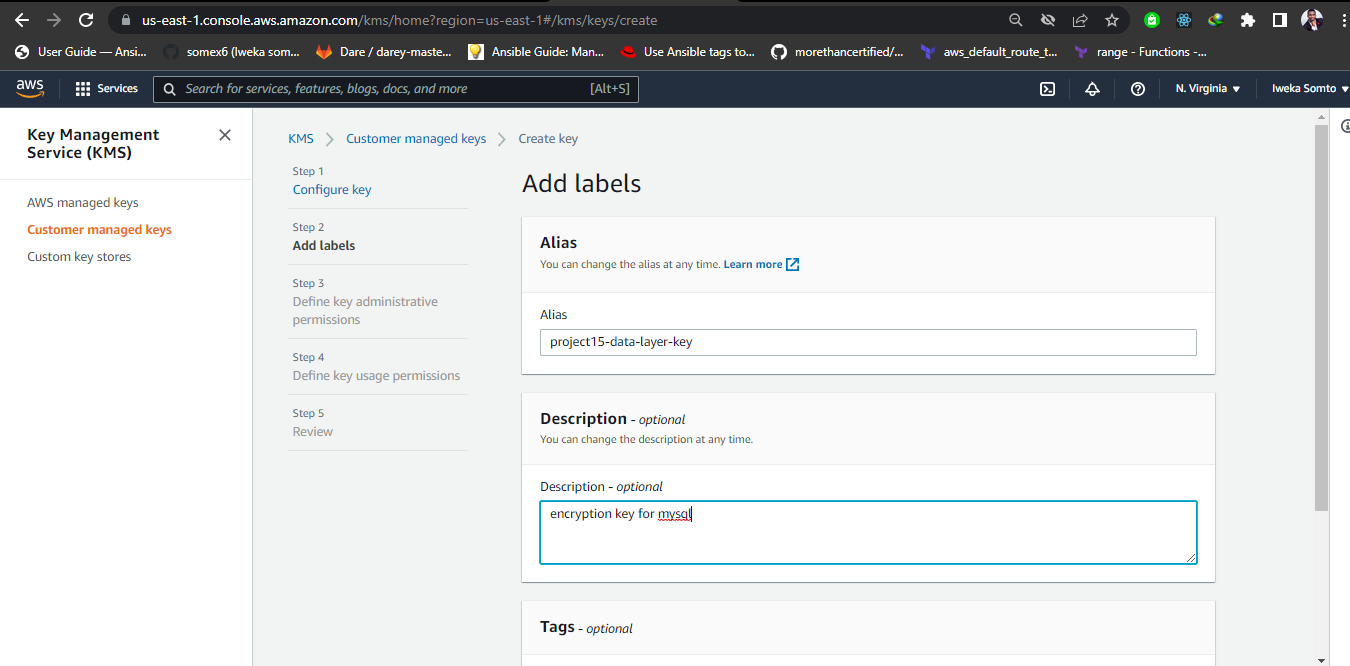 us-east-1.console.aws.amazon.com/kms/home?region=us-east-1#/kms/keys/create
User Guide — Ansi...
somex6 (Iweka som...
Dare / darey-maste...
Ansible Guide: Man...
Use Ansible tags to...
morethancertified/...
aws_default_route_t...
range - Functions -...
aws
Services
Search for services, features, blogs, docs, and more
[Alt+S]
N. Virginia
Iweka Somto
Key Management
Service (KMS)
AWS managed keys
Customer managed keys
Custom key stores
KMS
Customer managed keys
Create key
Step 1
Configure key
Step 2
Add labels
Step 3
Define key administrative
permissions
Step 4
Define key usage permissions
Step 5
Review
Add labels
Alias
You can change the alias at any time. Learn more
Alias
project15-data-layer-key
Description - optional
You can change the description at any time.
Description - optional
encryption key for mysql
Tags - optional